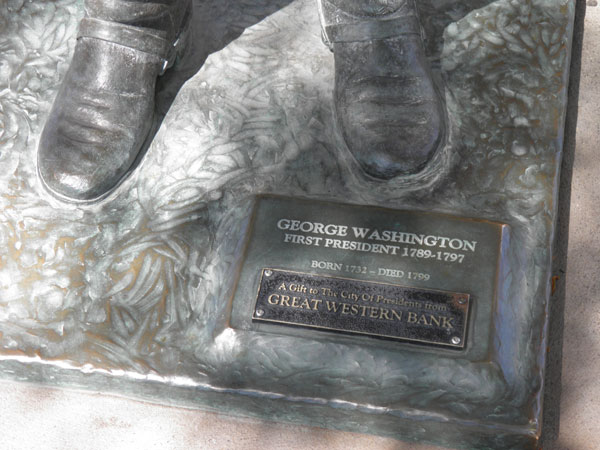 GEORGE WASHINGTON
FIRST PRESIDENT 1789-1797
BORN 1732 – DIED 1799
A Gift to The City Of Presidents from
GREAT WESTERN BANK